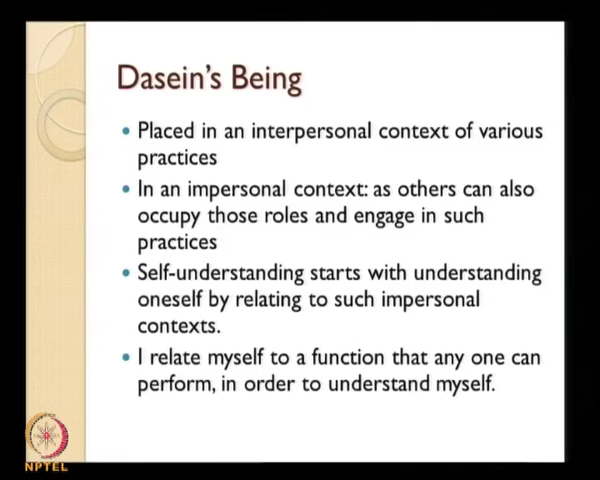 Dasein's Being
• Placed in an interpersonal context of various
practices
• In an impersonal context: as others can also
occupy those roles and engage in such
practices
• Self-understanding starts with understanding
oneself by relating to such impersonal
contexts.
• I relate myself to a function that any one can
perform, in order to understand myself.
NPTEL